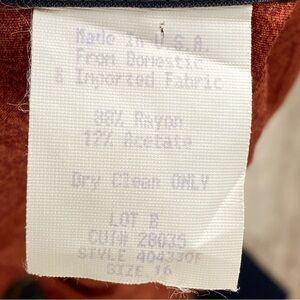 Made In U.S.A.
From Domestic
& Imported Fabric
88% Rayon
12% Acetate
Dry Clean ONLY
LOT B
CUT# 28035
STYLE 404330F
SIZE 16